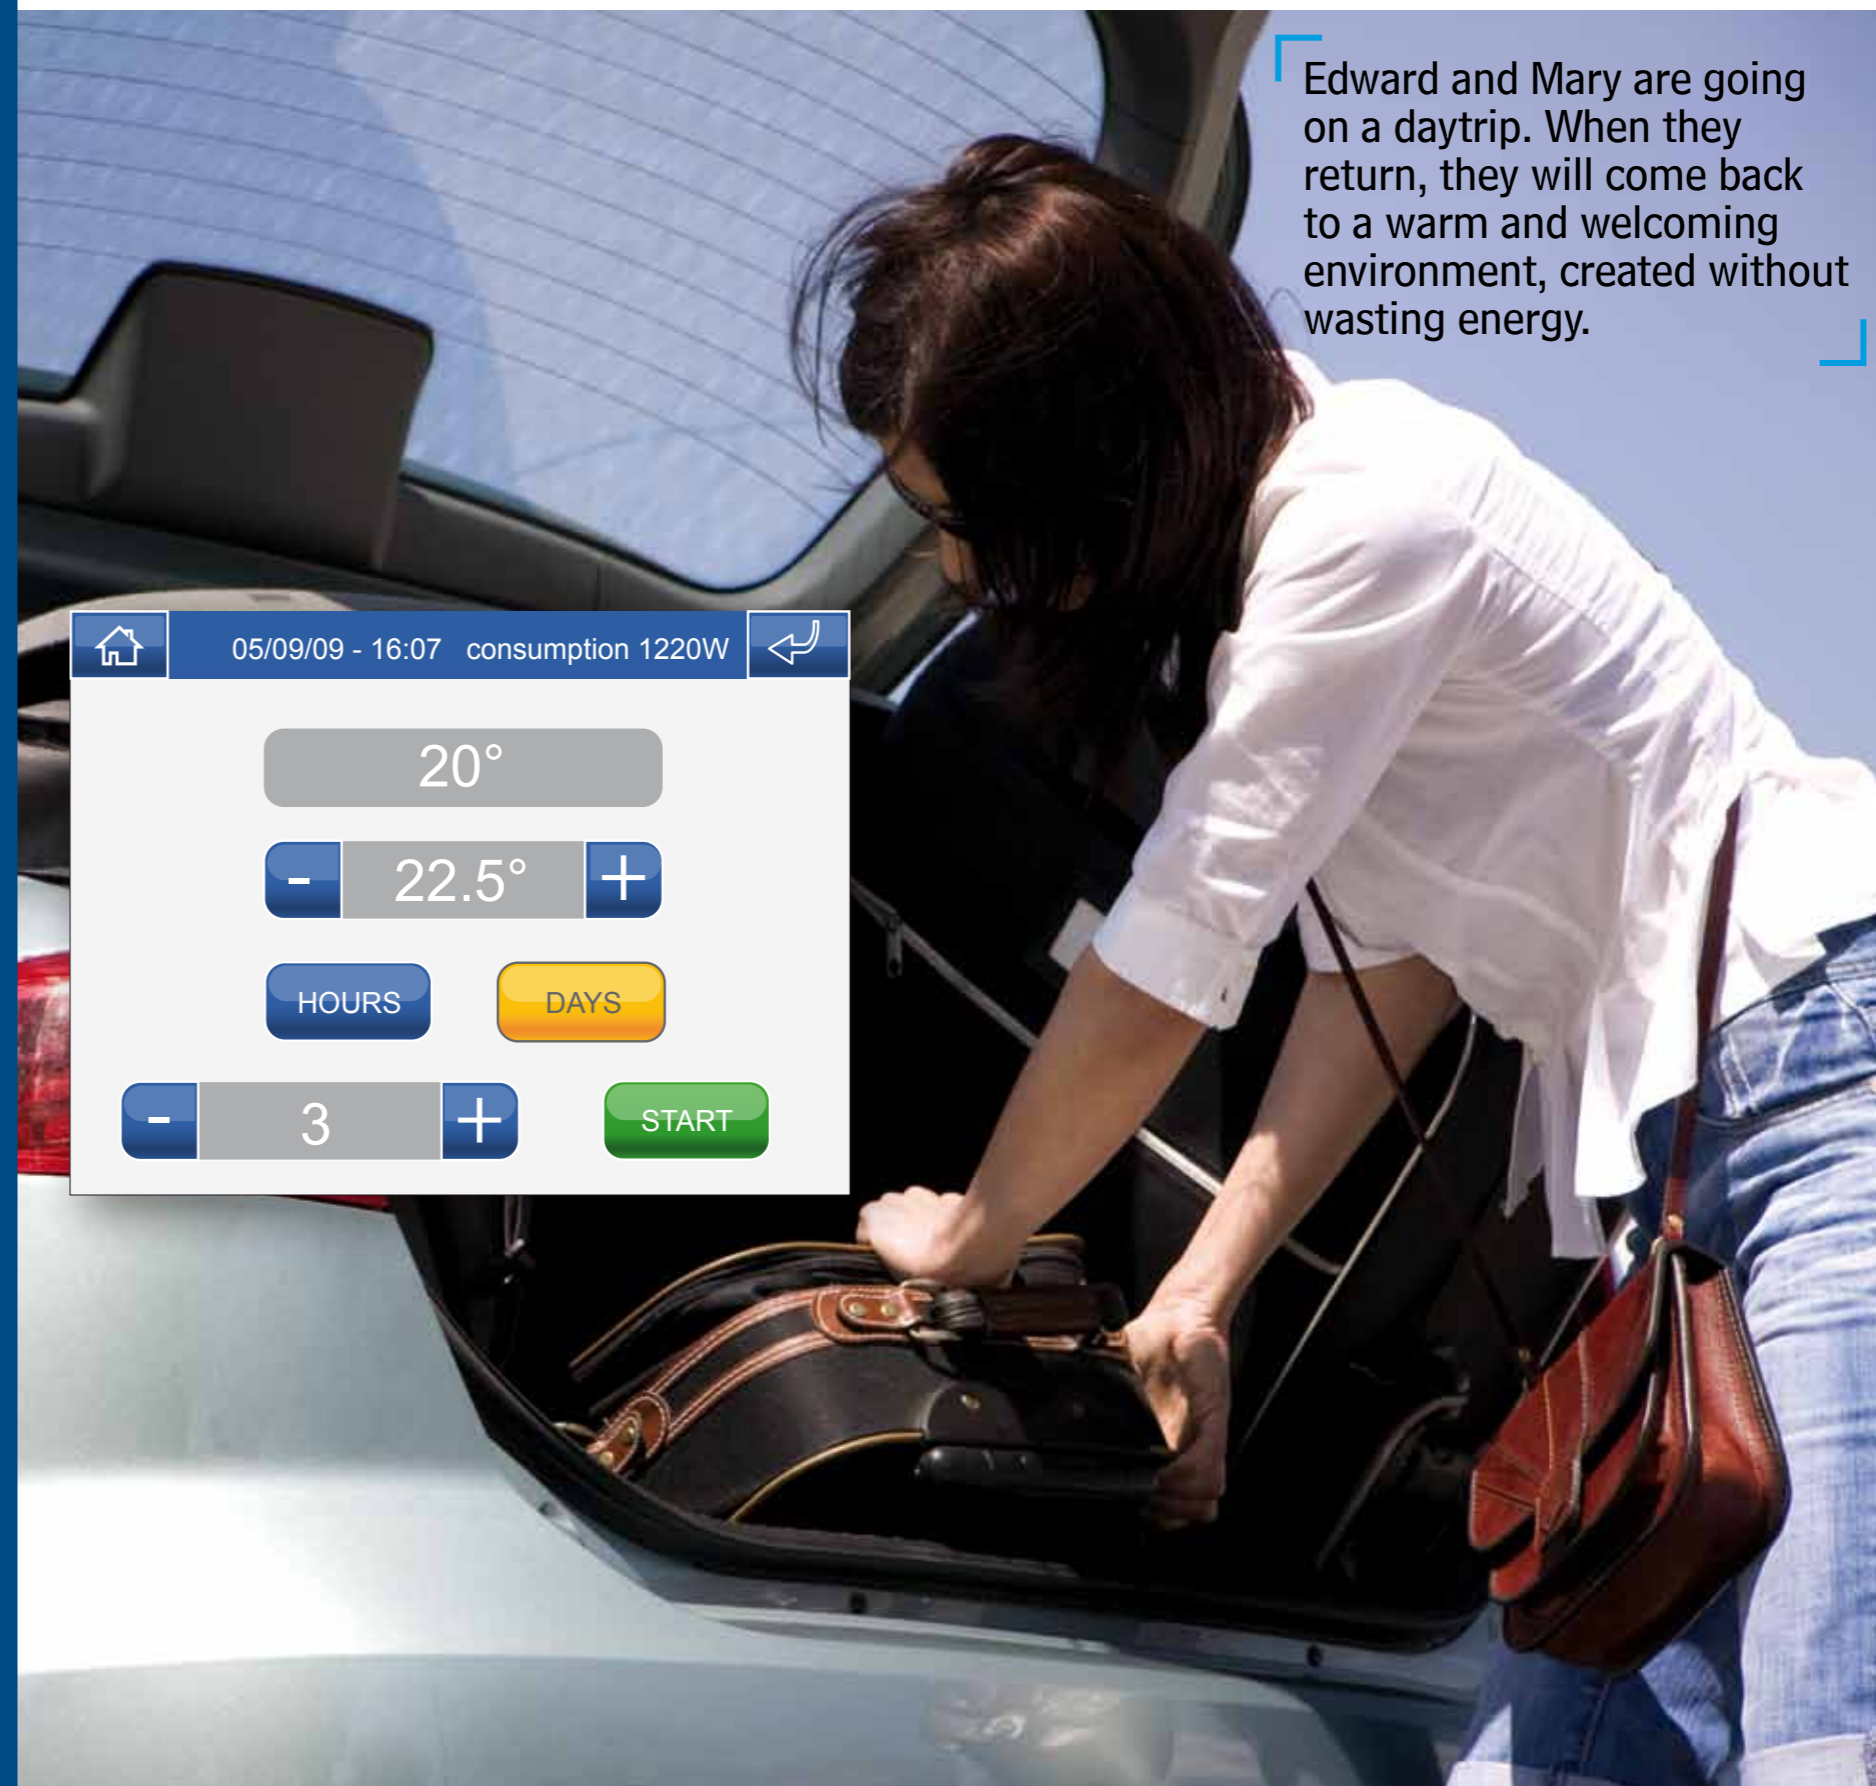 Edward and Mary are going
on a daytrip. When they
return, they will come back
to a warm and welcoming
environment, created without
wasting energy.
05/09/09 - 16:07 consumption 1220W
20°
- 22.5° +
HOURS DAYS
- 3 + START